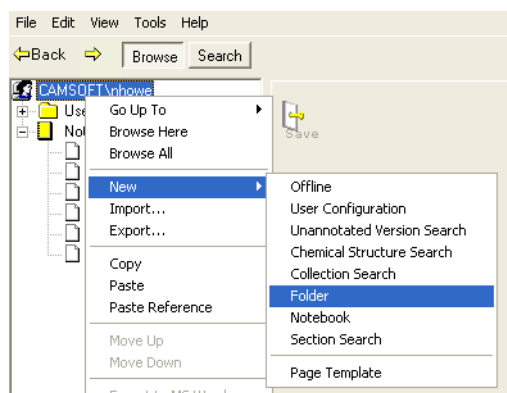 File Edit View Tools Help
Back Browse Search
CAMSOFT\nhowe
Go Up To
Browse Here
Browse All
New
Import...
Export...
Copy
Paste
Paste Reference
Move Up
Move Down
Save
Offline
User Configuration
Unannotated Version Search
Chemical Structure Search
Collection Search
Folder
Notebook
Section Search
Page Template